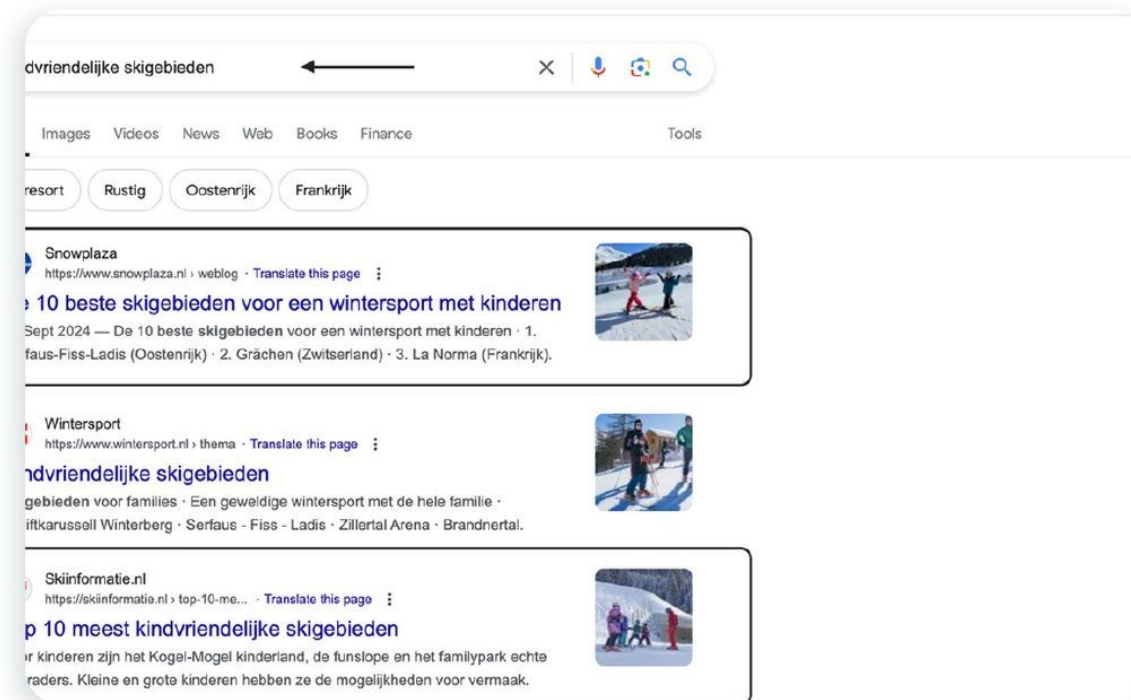 dvriendelijke skigebieden
Images Videos News Web Books Finance Tools
resort Rustig Oostenrijk Frankrijk
Snowplaza
https://www.snowplaza.nl › weblog · Translate this page
10 beste skigebieden voor een wintersport met kinderen
Sept 2024 — De 10 beste skigebieden voor een wintersport met kinderen · 1.
faus-Fiss-Ladis (Oostenrijk) · 2. Grächen (Zwitserland) · 3. La Norma (Frankrijk).
Wintersport
https://www.wintersport.nl › thema · Translate this page
ndvriendelijke skigebieden
gebieden voor families · Een geweldige wintersport met de hele familie ·
iftkarussell Winterberg · Serfaus - Fiss - Ladis · Zillertal Arena · Brandnertal.
Skiinformatie.nl
https://skiinformatie.nl › top-10-me... · Translate this page
p 10 meest kindvriendelijke skigebieden
r kinderen zijn het Kogel-Mogel kinderland, de funslope en het familypark echte
raders. Kleine en grote kinderen hebben ze de mogelijkheden voor vermaak.